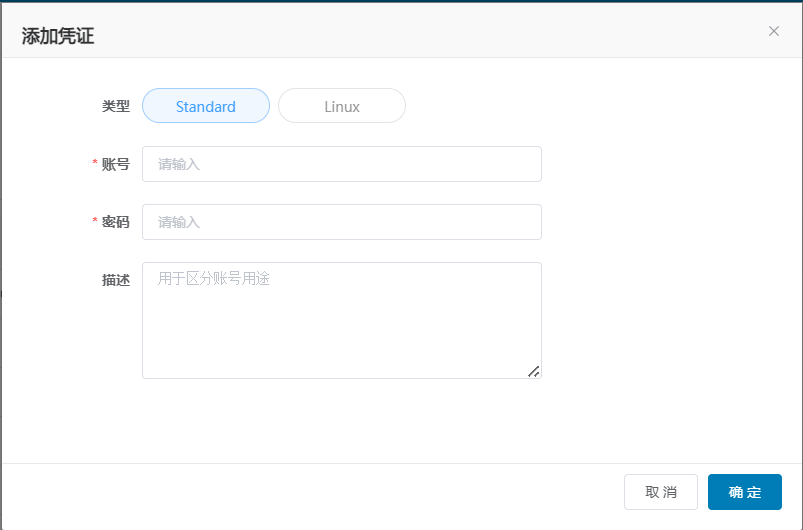 添加凭证
类型 Standard Linux
* 账号 请输入
* 密码 请输入
描述 用于区分账号用途
取 消 确 定